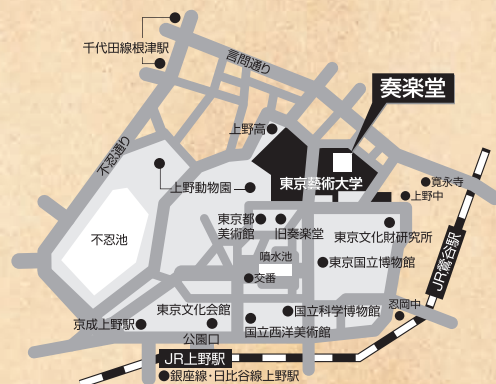 千代田線根津駅
言問通り
奏楽堂
不忍通り
上野高
上野動物園
東京藝術大学
寛永寺
上野中
東京都
美術館
旧奏楽堂
東京文化財研究所
不忍池
噴水池
東京国立博物館
JR鶯谷駅
交番
東京文化会館
国立科学博物館
忍岡中
京成上野駅
公園口
国立西洋美術館
JR上野駅
銀座線・日比谷線上野駅